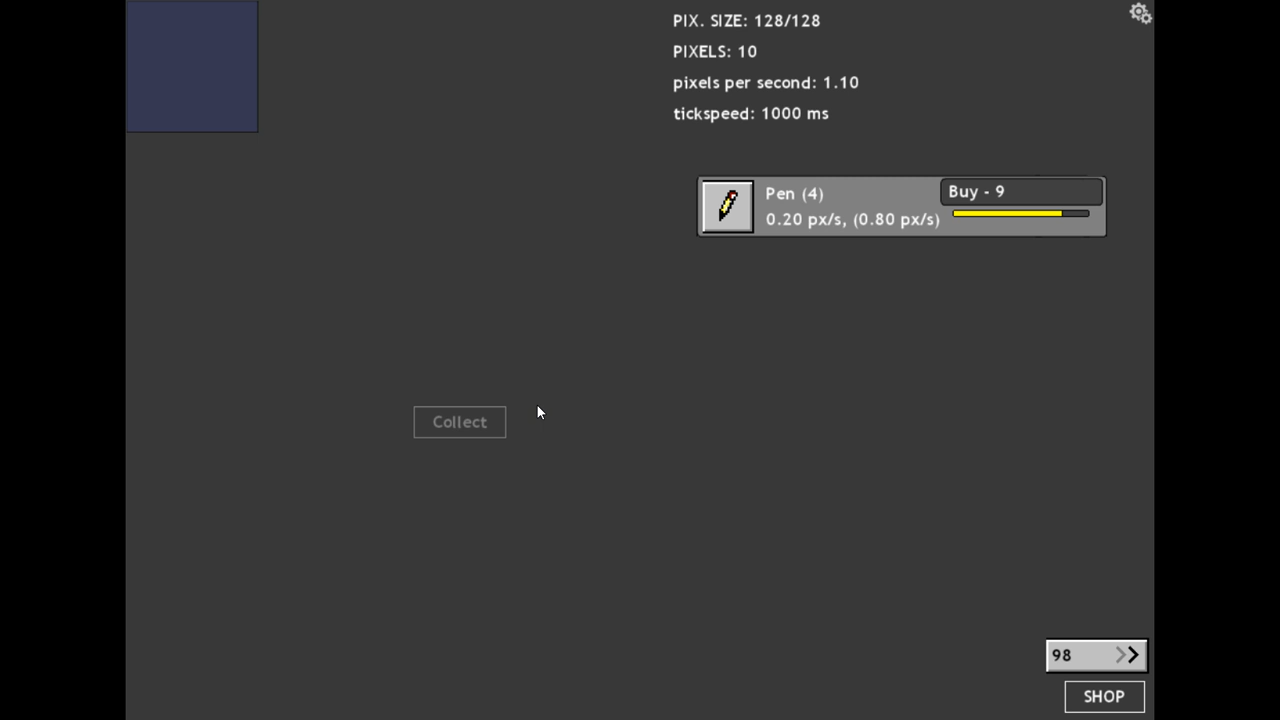 PIX. SIZE: 128/128
PIXELS: 10
pixels per second: 1.10
tickspeed: 1000 ms
Pen (4)
Buy - 9
0.20 px/s, (0.80 px/s)
Collect
98
SHOP